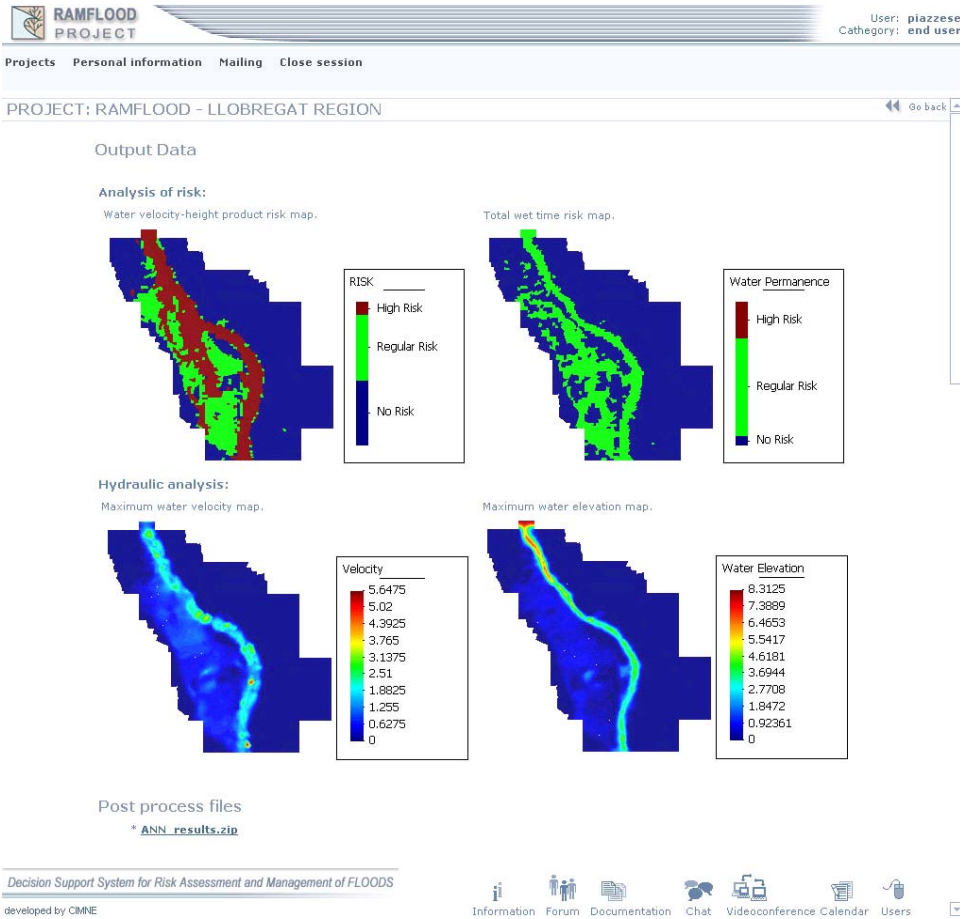 RAMFLOOD
PROJECT
User: piazzese
Cathegory: end user
Projects Personal information Mailing Close session
PROJECT: RAMFLOOD - LLOBREGAT REGION
Go back
Output Data
Analysis of risk:
Water velocity-height product risk map.
Total wet time risk map.
RISK
High Risk
Regular Risk
No Risk
Water Permanence
High Risk
Regular Risk
No Risk
Hydraulic analysis:
Maximum water velocity map.
Maximum water elevation map.
Velocity
5.6475
5.02
4.3925
3.765
3.1375
2.51
1.8825
1.255
0.6275
0
Water Elevation
8.3125
7.3889
6.4653
5.5417
4.6181
3.6944
2.7708
1.8472
0.92361
0
Post process files
* ANN_results.zip
Decision Support System for Risk Assessment and Management of FLOODS
developed by CIMNE
Information Forum Documentation Chat Videoconference Calendar Users